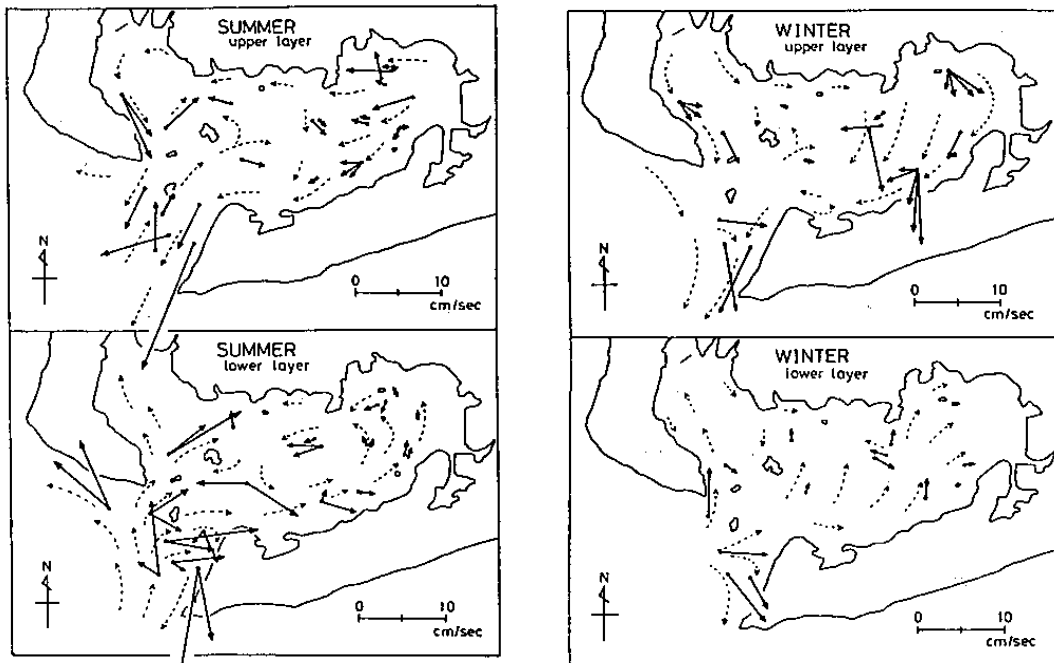 SUMMER
upper layer
N
0 10
cm/sec
WINTER
upper layer
N
0 10
cm/sec
SUMMER
lower layer
N
0 10
cm/sec
WINTER
lower layer
N
0 10
cm/sec